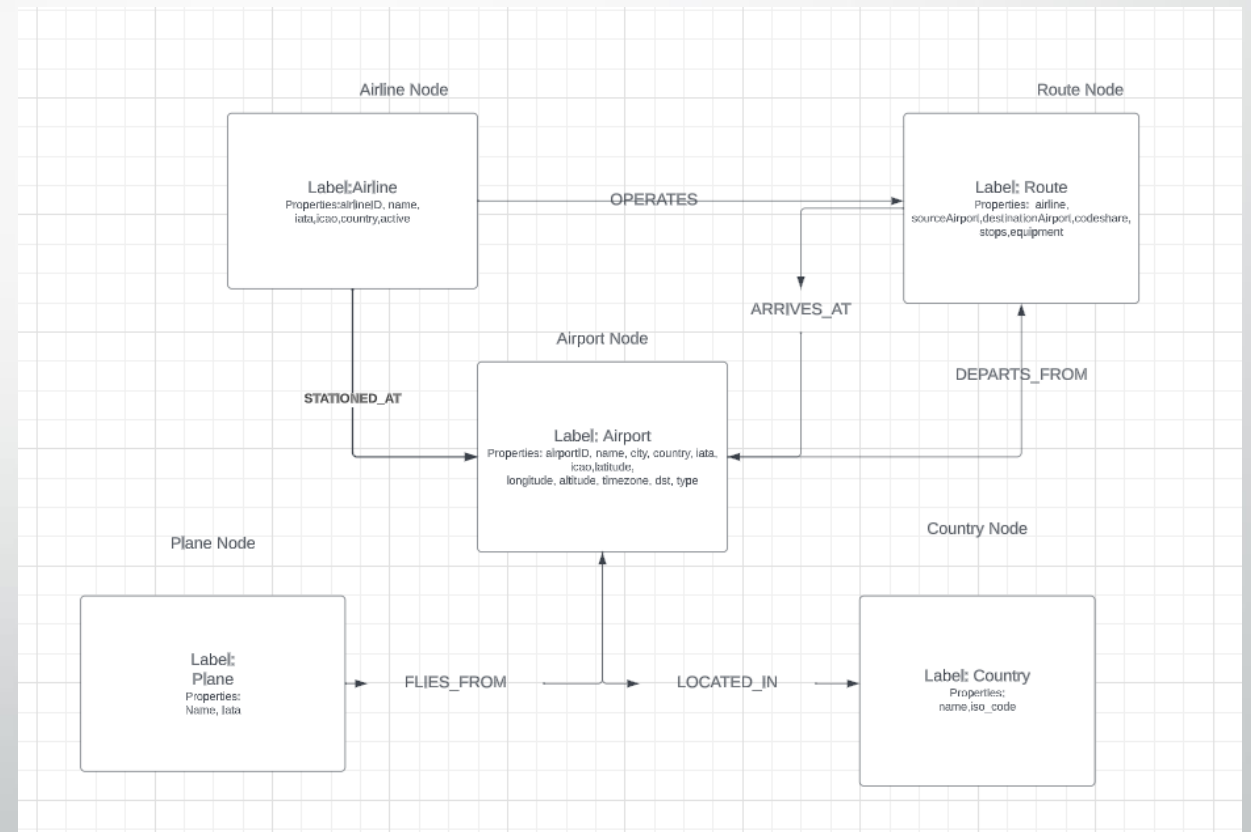 Airline Node
Route Node
Label:Airline
Properties:airlineID, name,
iata,icao,country,active
OPERATES
Label: Route
Properties: airline,
sourceAirport,destinationAirport,codeshare,
stops,equipment
ARRIVES_AT
Airport Node
DEPARTS_FROM
STATIONED_AT
Label: Airport
Properties: airportID, name, city, country, iata,
icao,latitude,
longitude, altitude, timezone, dst, type
Plane Node
Country Node
Label:
Plane
Properties:
Name, Iata
FLIES_FROM
LOCATED_IN
Label: Country
Properties:
name,iso_code